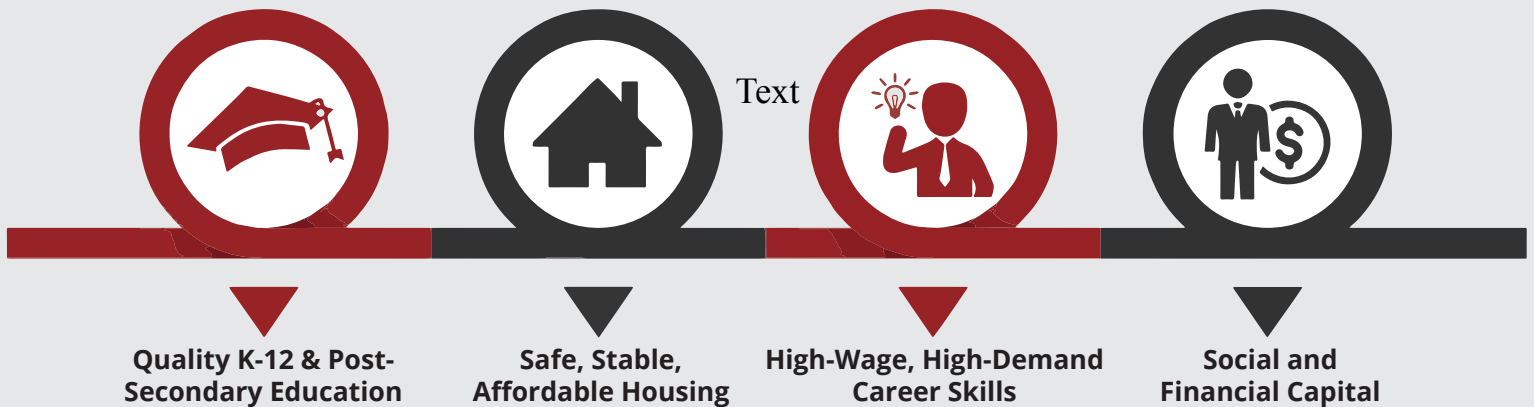 Text
Quality K-12 & Post-
Secondary Education
Safe, Stable,
Affordable Housing
High-Wage, High-Demand
Career Skills
Social and
Financial Capital
$